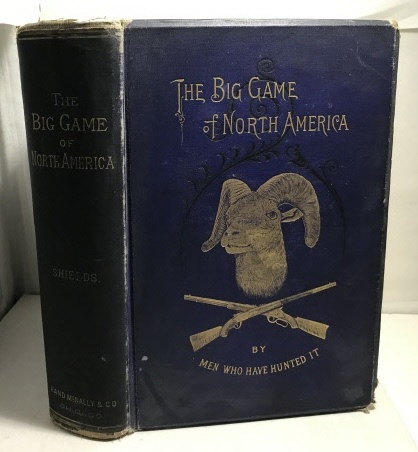 THE
BIG GAME
OF
NORTH AMERICA
SHIELDS
RAND MCNALLY & CO
CHICAGO
THE BIG GAME
of NORTH AMERICA
BY
MEN WHO HAVE HUNTED IT